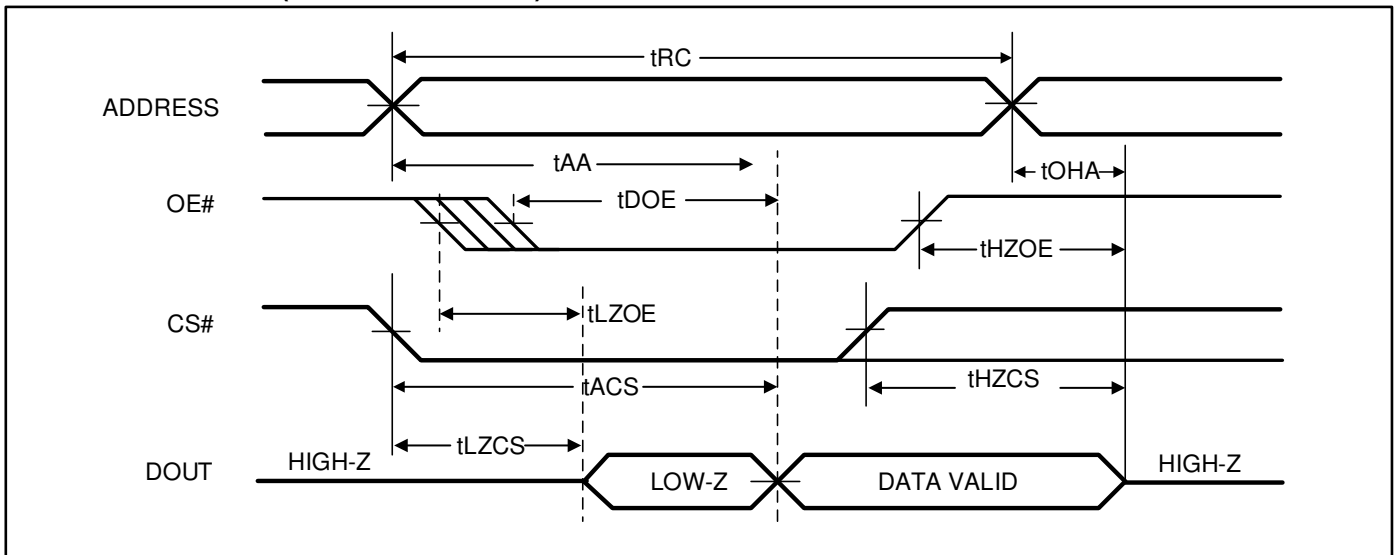 tRC
ADDRESS
tAA
tOHA
OE#
tDOE
tHZOE
tLZOE
CS#
tACS
tHZCS
tLZCS
HIGH-Z
DOUT
LOW-Z
DATA VALID
HIGH-Z